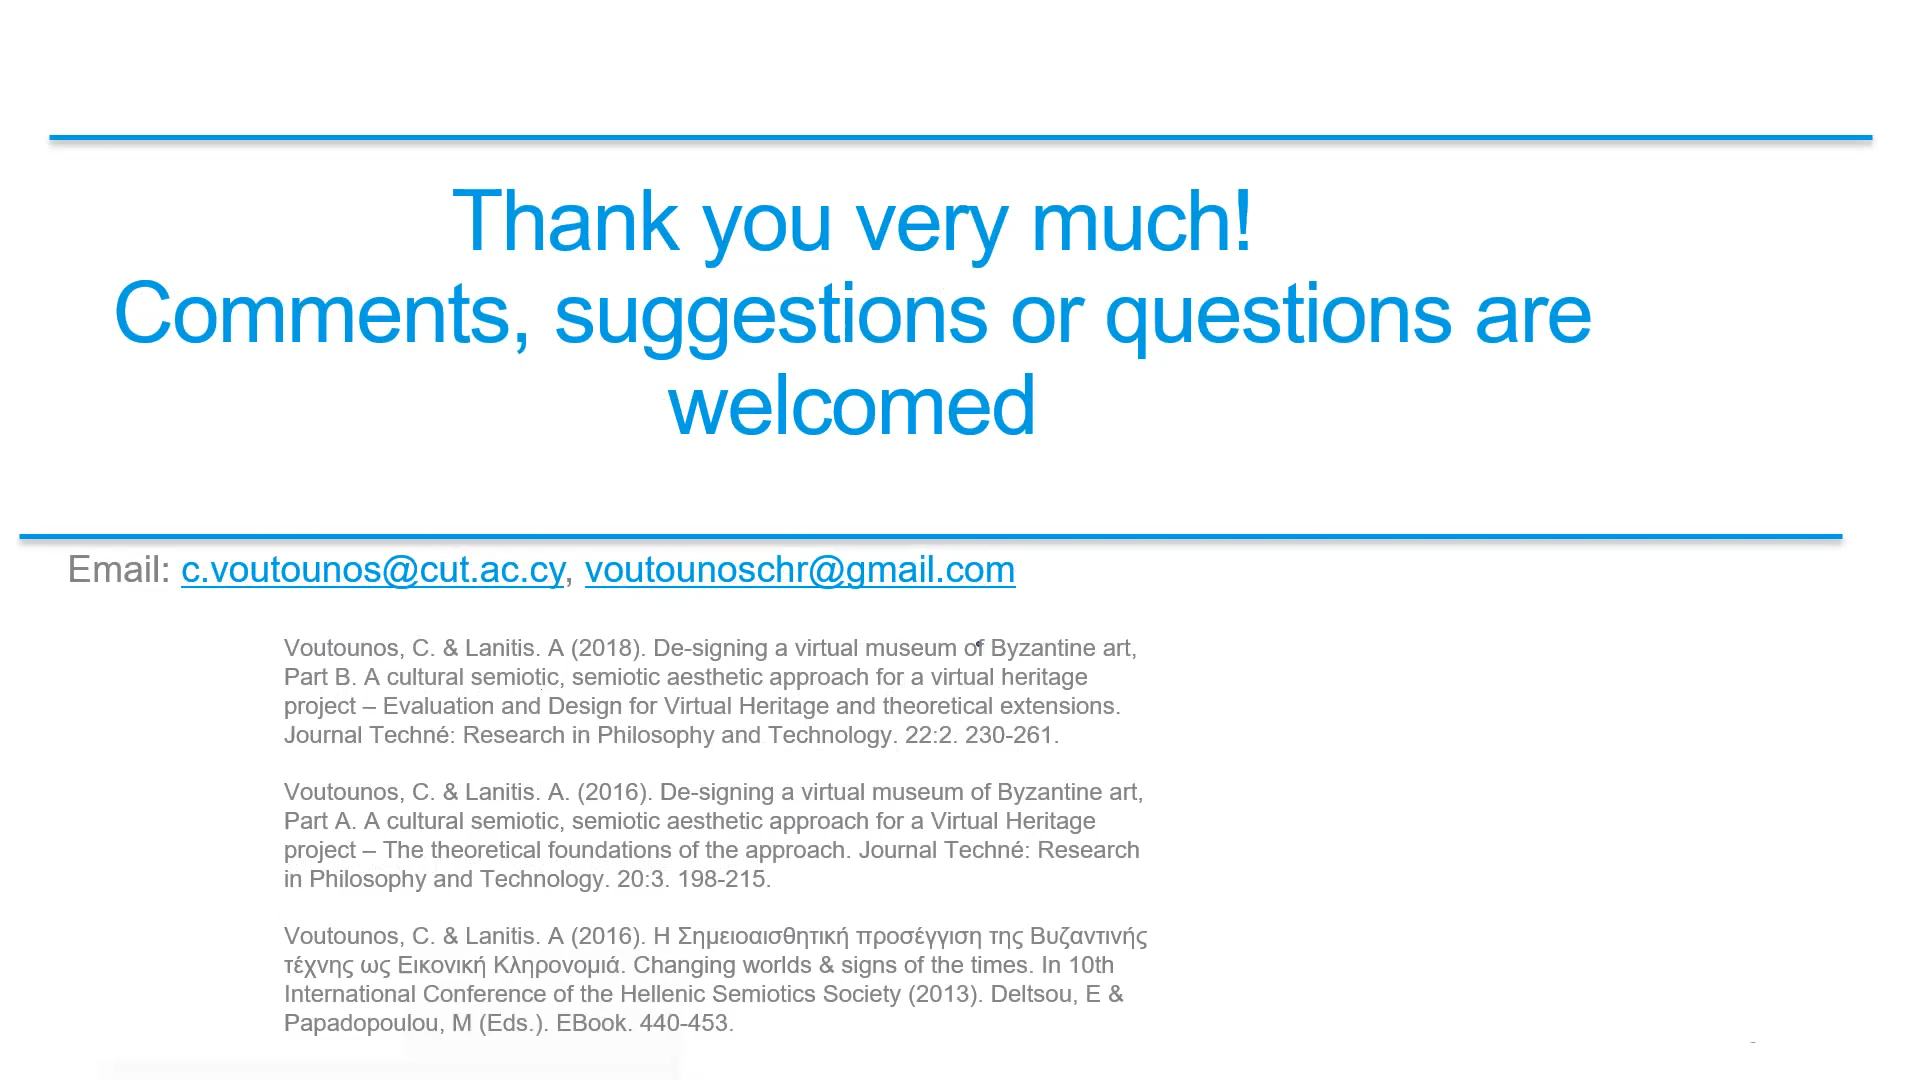 Thank you very much!
Comments, suggestions or questions are
welcomed
Email: c.voutounos@cut.ac.cy, voutounoschr@gmail.com
Voutounos, C. & Lanitis. A (2018). De-signing a virtual museum of Byzantine art,
Part B. A cultural semiotic, semiotic aesthetic approach for a virtual heritage
project – Evaluation and Design for Virtual Heritage and theoretical extensions.
Journal Techné: Research in Philosophy and Technology. 22:2. 230-261.
Voutounos, C. & Lanitis. A. (2016). De-signing a virtual museum of Byzantine art,
Part A. A cultural semiotic, semiotic aesthetic approach for a Virtual Heritage
project – The theoretical foundations of the approach. Journal Techné: Research
in Philosophy and Technology. 20:3. 198-215.
Voutounos, C. & Lanitis. A (2016). Η Σημειοαισθητική προσέγγιση της Βυζαντινής
τέχνης ως Εικονική Κληρονομιά. Changing worlds & signs of the times. In 10th
International Conference of the Hellenic Semiotics Society (2013). Deltsou, E &
Papadopoulou, M (Eds.). EBook. 440-453.